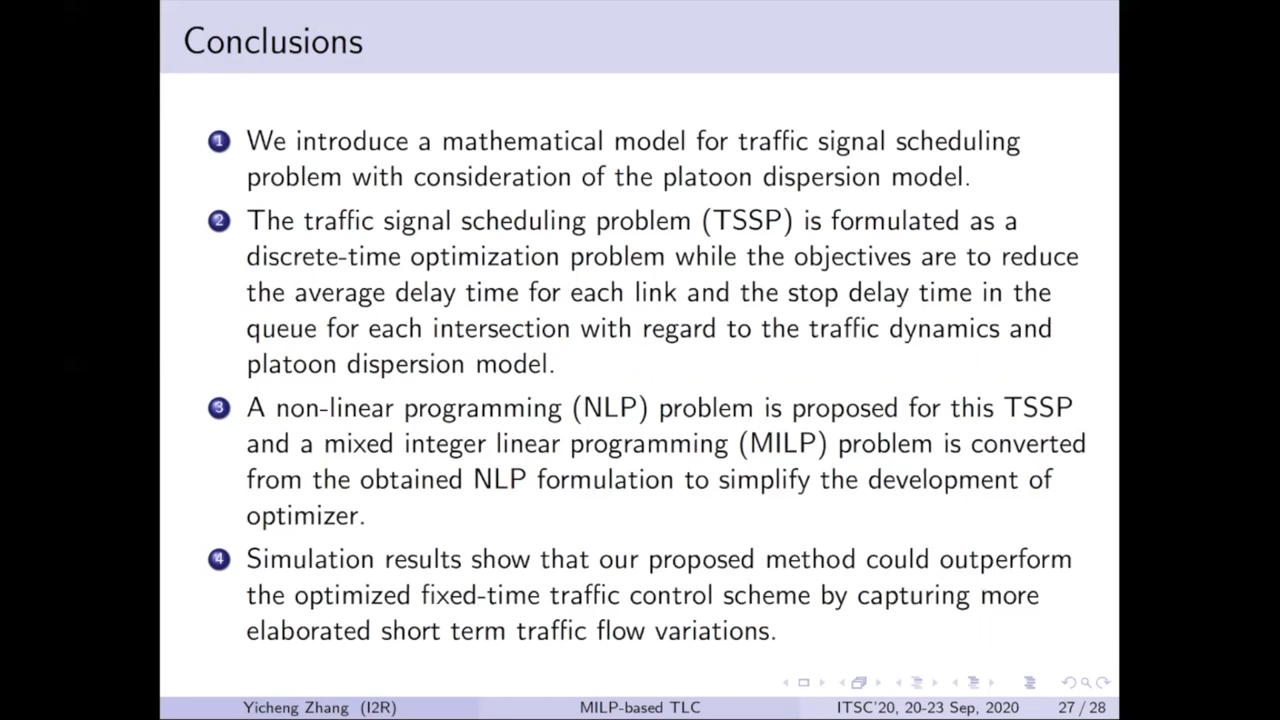 Conclusions
1 We introduce a mathematical model for traffic signal scheduling
problem with consideration of the platoon dispersion model.
2 The traffic signal scheduling problem (TSSP) is formulated as a
discrete-time optimization problem while the objectives are to reduce
the average delay time for each link and the stop delay time in the
queue for each intersection with regard to the traffic dynamics and
platoon dispersion model.
3 A non-linear programming (NLP) problem is proposed for this TSSP
and a mixed integer linear programming (MILP) problem is converted
from the obtained NLP formulation to simplify the development of
optimizer.
4 Simulation results show that our proposed method could outperform
the optimized fixed-time traffic control scheme by capturing more
elaborated short term traffic flow variations.
Yicheng Zhang (I2R) MILP-based TLC ITSC'20, 20-23 Sep, 2020 27 / 28